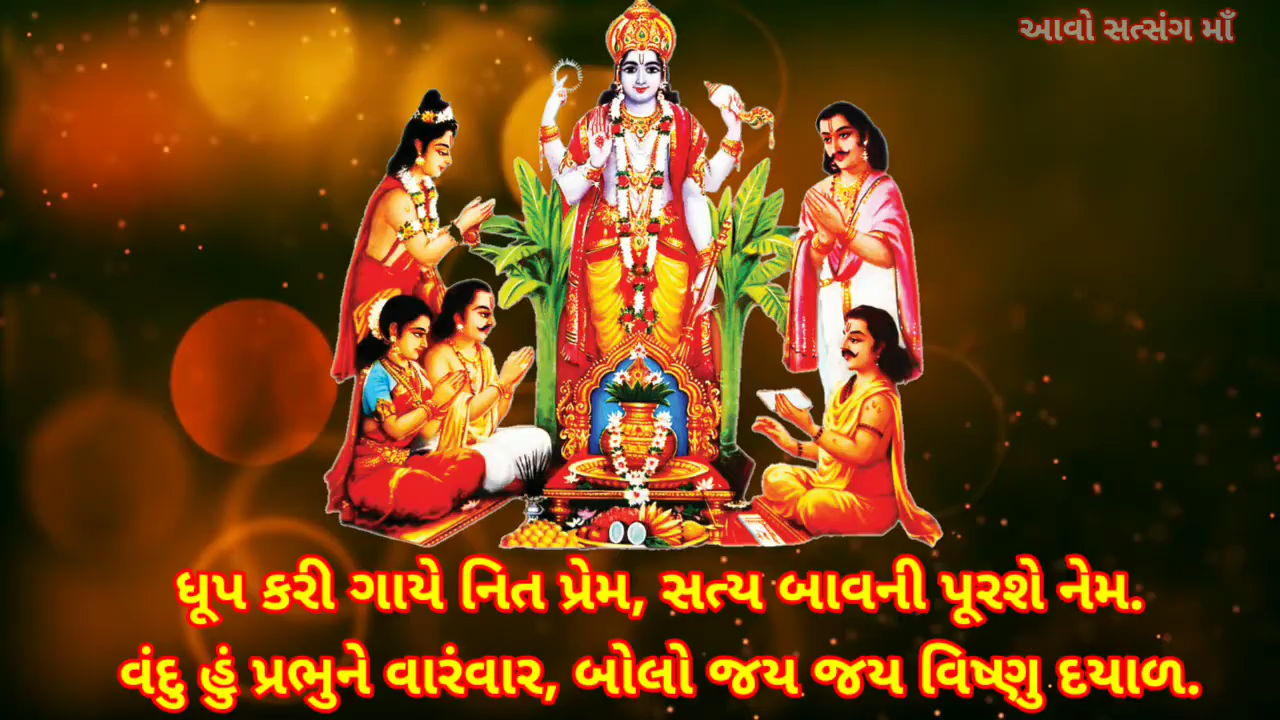 આવો સત્સંગ માઁ
ધૂપ કરી ગાયે નિત પ્રેમ, સત્ય બાવની પૂરશે નેમ.
વંદુ હું પ્રભુને વારંવાર, બોલો જય જય વિષ્ણુ દયાળ.